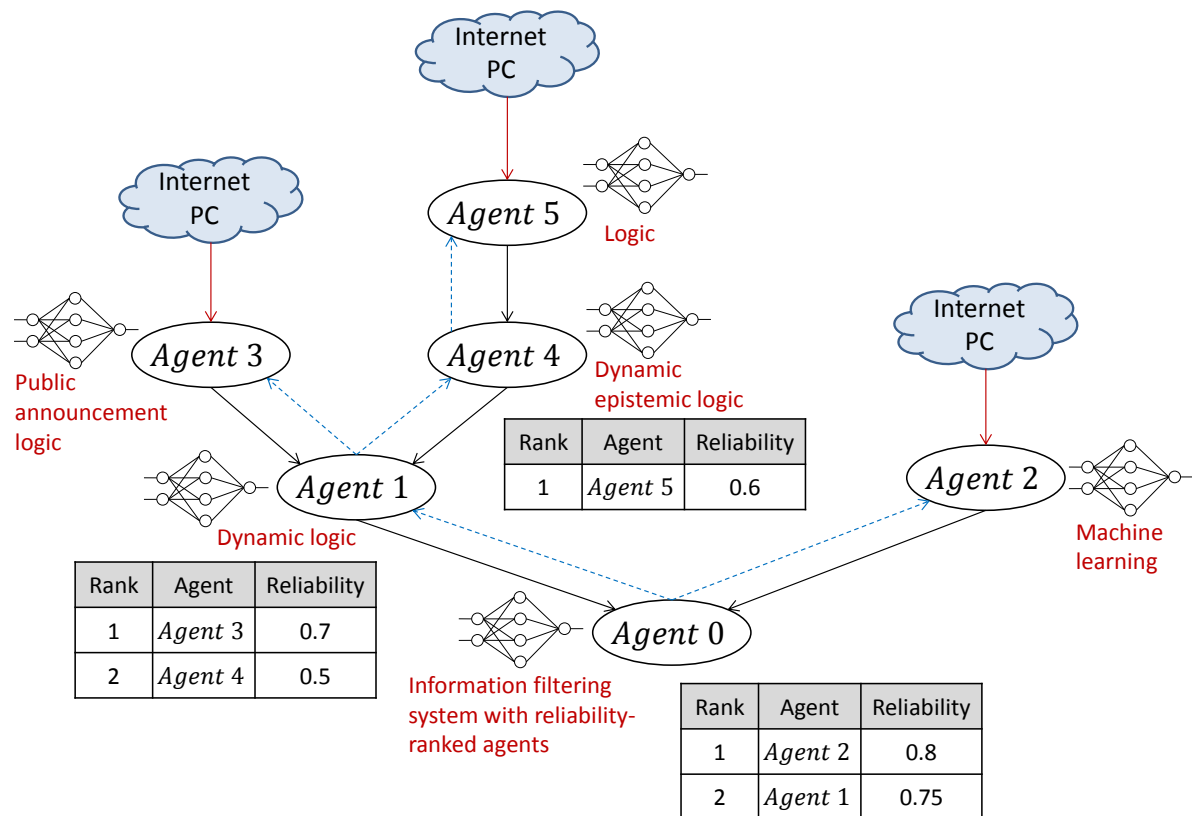 Internet
PC
Internet
PC
Agent 5
Logic
Internet
PC
Agent 3
Public
announcement
logic
Agent 4
Dynamic
epistemic logic
Rank Agent Reliability
1 Agent 5 0.6
Agent 1
Dynamic logic
Rank Agent Reliability
1 Agent 3 0.7
2 Agent 4 0.5
Agent 2
Machine
learning
Agent 0
Information filtering
system with reliability-
ranked agents
Rank Agent Reliability
1 Agent 2 0.8
2 Agent 1 0.75